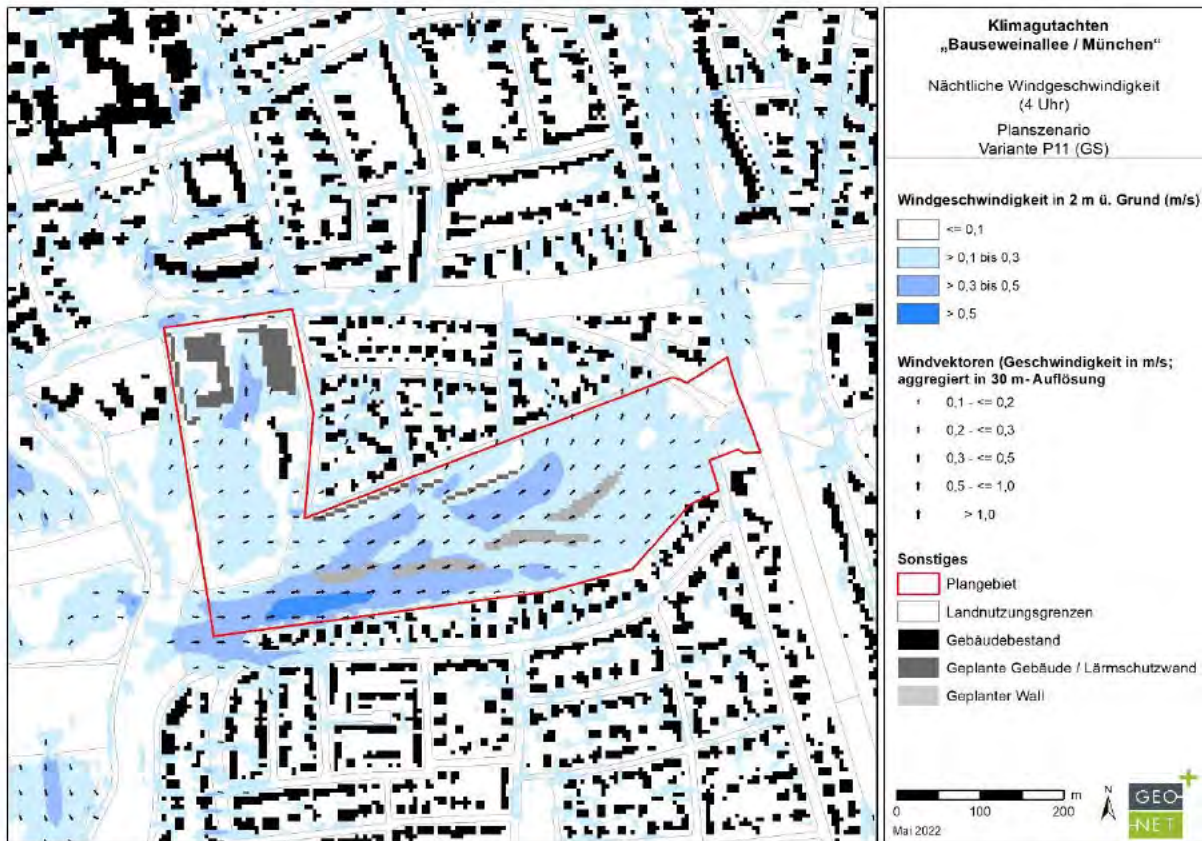 Klimagutachten
„Bauseweinallee / München“
Nächtliche Windgeschwindigkeit
(4 Uhr)
Planszenario
Variante P11 (GS)
Windgeschwindigkeit in 2 m ü. Grund (m/s)
<= 0,1
> 0,1 bis 0,3
> 0,3 bis 0,5
> 0,5
Windvektoren (Geschwindigkeit in m/s;
aggregiert in 30 m- Auflösung
0,1 - <= 0,2
0,2 - <= 0,3
0,3 - <= 0,5
0,5 - <= 1,0
> 1,0
Sonstiges
Plangebiet
Landnutzungsgrenzen
Gebäudebestand
Geplante Gebäude / Lärmschutzwand
Geplanter Wall
0 100 200 m
N
Mai 2022
GEO
NET